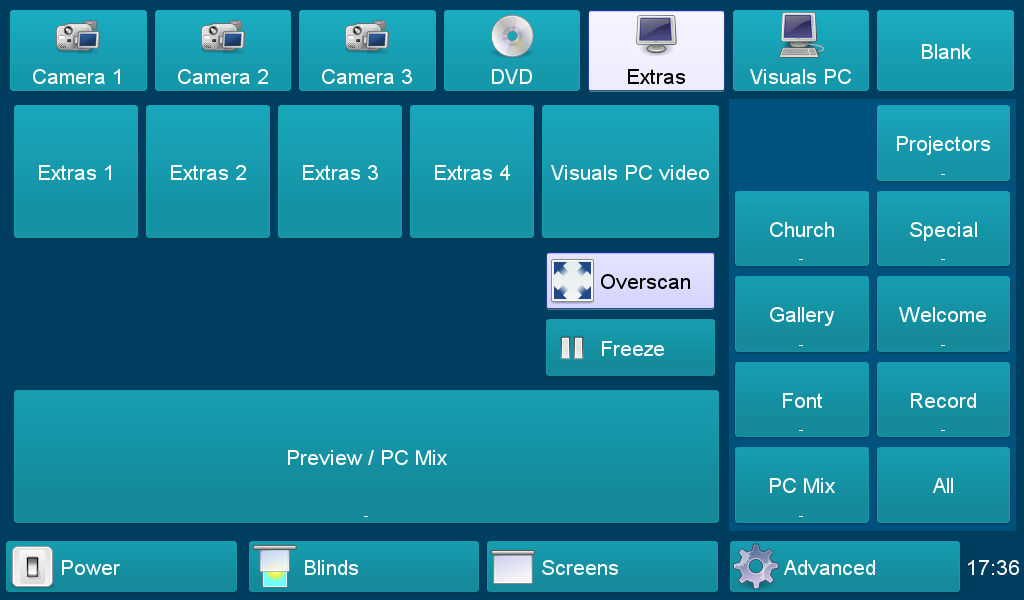 Camera 1
Camera 2
Camera 3
DVD
Extras
Visuals PC
Blank
Extras 1
Extras 2
Extras 3
Extras 4
Visuals PC video
Projectors
-
Church
-
Special
-
Overscan
Freeze
Gallery
-
Welcome
-
Font
-
Record
-
Preview / PC Mix
-
PC Mix
-
All
Power
Blinds
Screens
Advanced
17:36